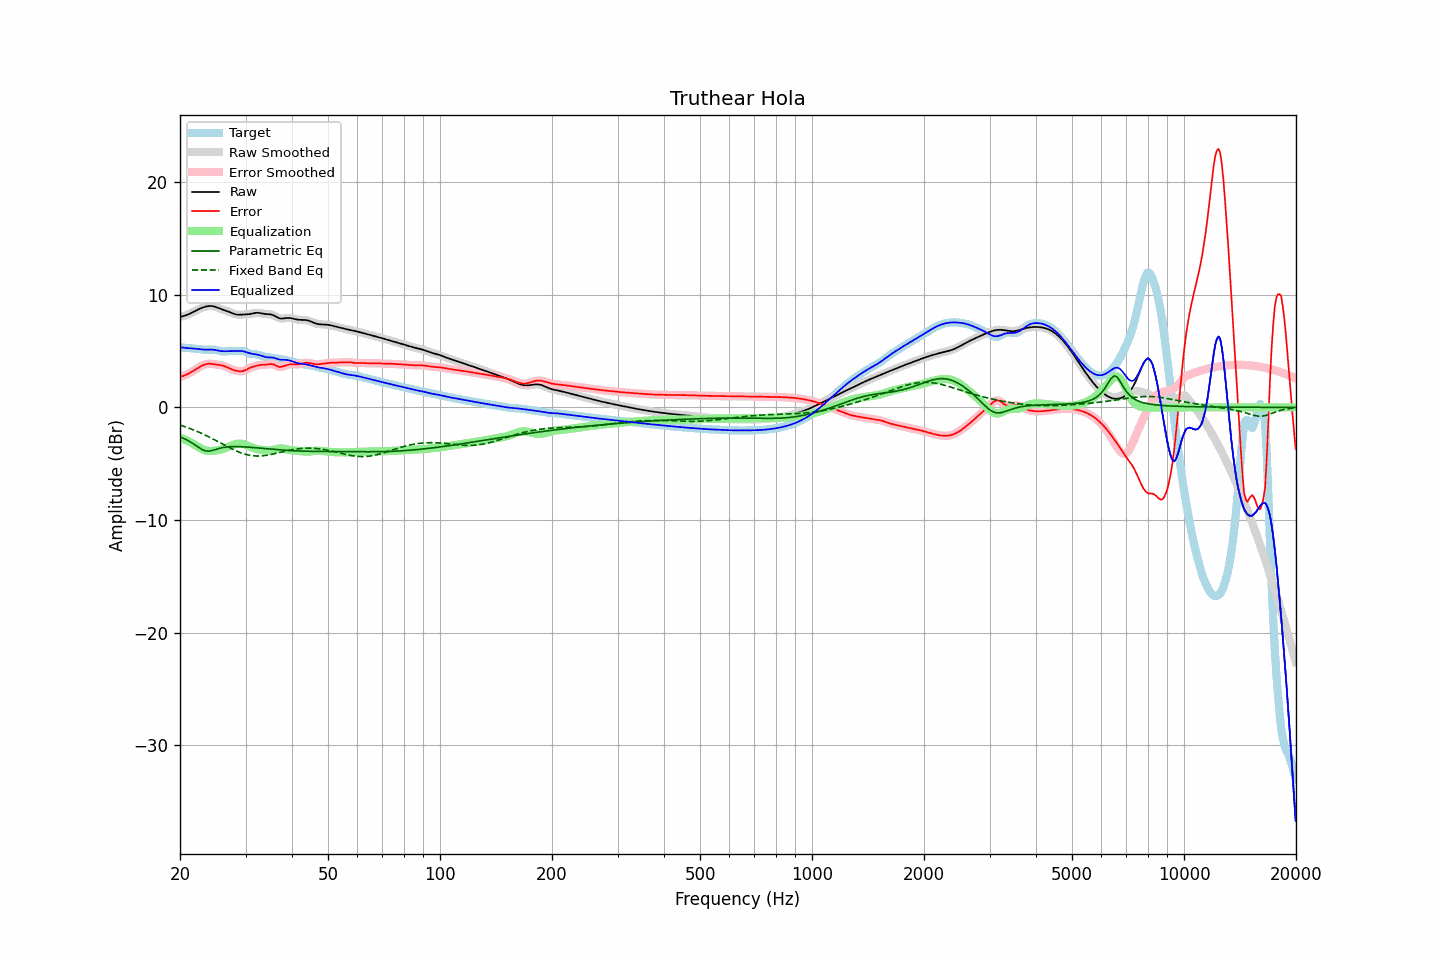 Truthear Hola
Target
Raw Smoothed
Error Smoothed
Raw
Error
Equalization
Parametric Eq
Fixed Band Eq
Equalized
20
10
0
−10
−20
−30
Amplitude (dBr)
20 50 100 200 500 1000 2000 5000 10000 20000
Frequency (Hz)